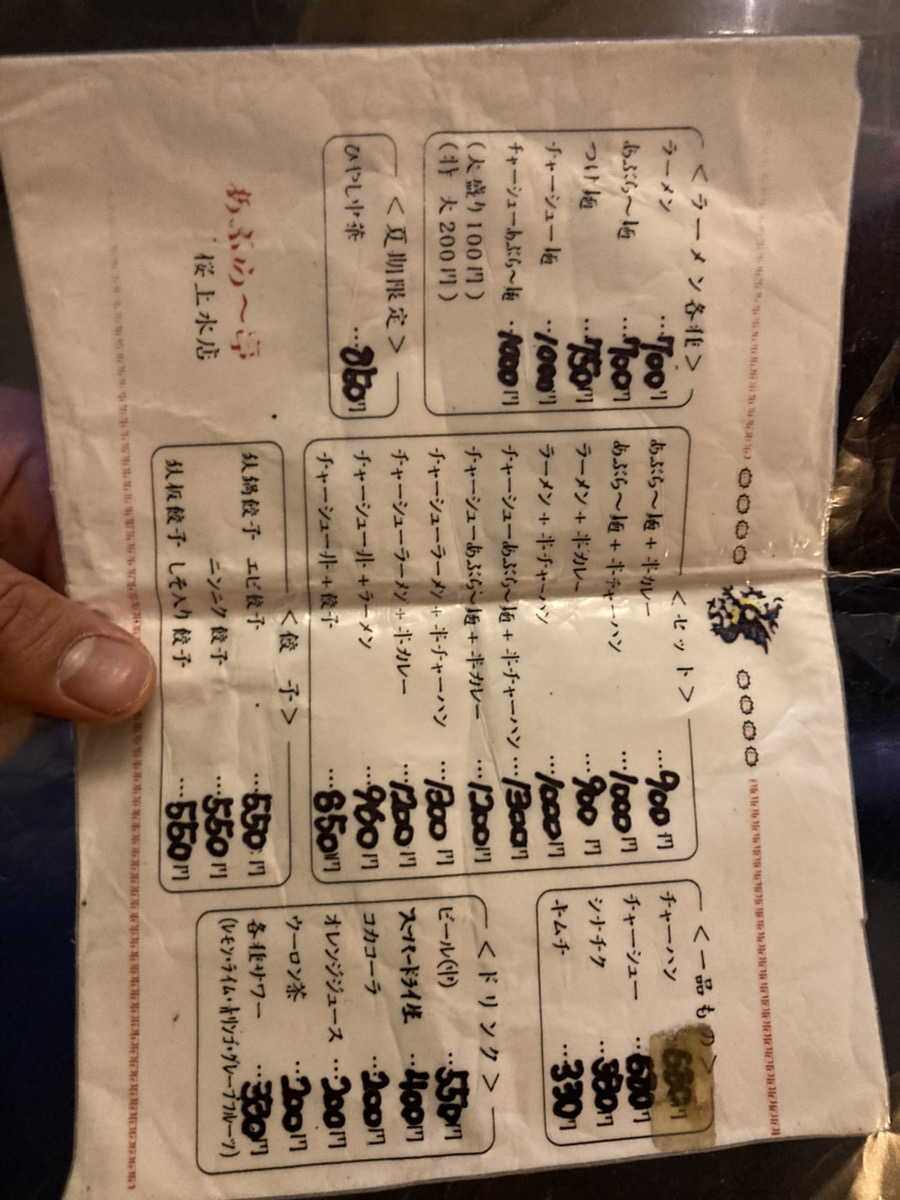 <ラーメン各種>
ラーメン …700円
あぶら〜麺 …700円
つけ麺 …750円
チャーシュー麺 …1000円
チャーシューあぶら〜麺 …1000円
(大盛り100円)
(特 大200円)
<夏期限定>
ひやし中華 …850円
あぶら〜亭
桜上水店
<セット>
あぶら〜麺+半カレー …900円
あぶら〜麺+半チャーハン …1000円
ラーメン+半カレー …900円
ラーメン+半チャーハン …1000円
チャーシューあぶら〜麺+半チャーハン …1300円
チャーシューあぶら〜麺+半カレー …1200円
チャーシューラーメン+半チャーハン …1300円
チャーシューラーメン+半カレー …1200円
チャーシュー丼+ラーメン …950円
チャーシュー丼+餃子 …850円
<餃 子>
鉄鍋餃子 エビ餃子 …550円
ニンニク餃子 …550円
鉄板餃子 しそ入り餃子 …550円
<一品もの>
チャーハン 680円
チャーシュー …
シナチク …
キムチ …330円
<ドリンク>
ビール(中) …550円
スーパードライ生 …400円
コカコーラ …200円
オレンジジュース …200円
ウーロン茶 …200円
各種サワー …
(レモン・ライム・青リンゴ・グレープフルーツ)